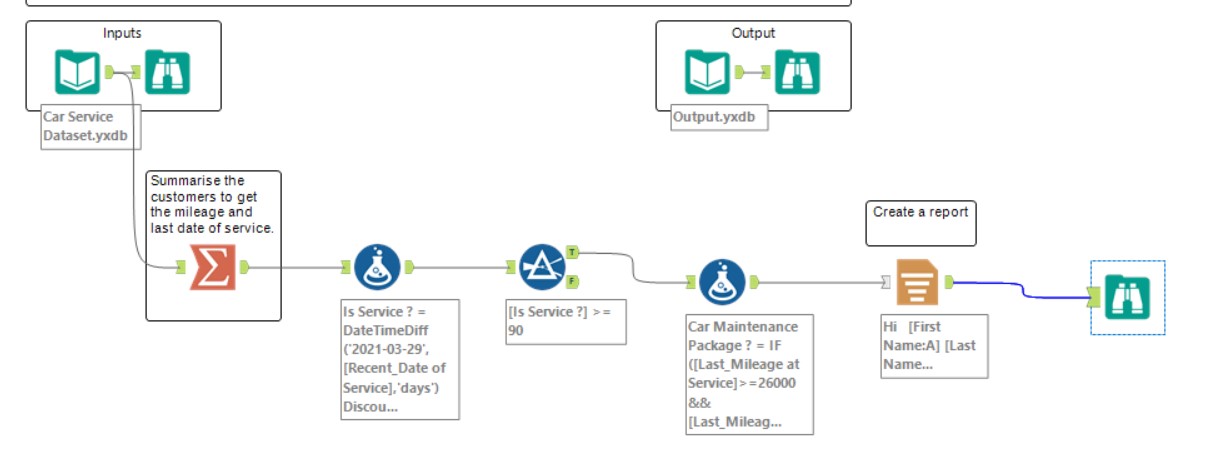 Inputs
Car Service
Dataset.yxdb
Output
Output.yxdb
Summarise the
customers to get
the mileage and
last date of service.
Is Service ? =
DateTimeDiff
('2021-03-29',
[Recent_Date of
Service],'days')
Discou...
T
F
[Is Service ?] >=
90
Car Maintenance
Package ? = IF
([Last_Mileage at
Service]>=26000
&&
[Last_Mileag...
Create a report
Hi [First
Name:A] [Last
Name...